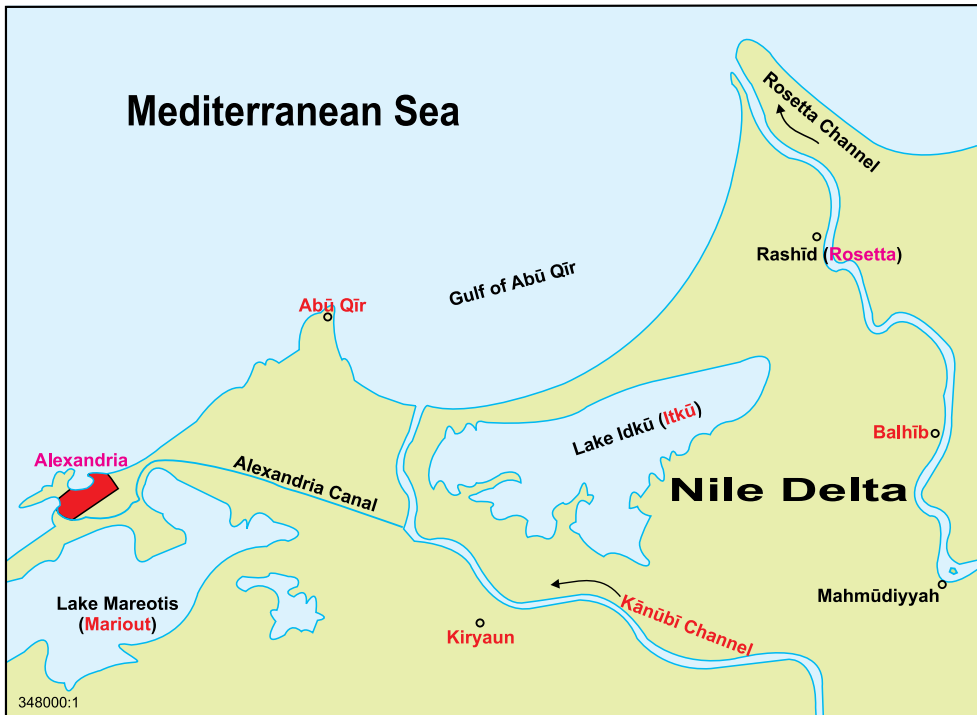 Mediterranean Sea
Rosetta Channel
Rashīd (Rosetta)
Gulf of Abū Qīr
Abū Qīr
Lake Idkū (Itkū)
Balhīb
Alexandria
Alexandria Canal
Nile Delta
Mahmūdiyyah
Lake Mareotis
(Mariout)
Kiryaun
Kānūbī Channel
348000:1